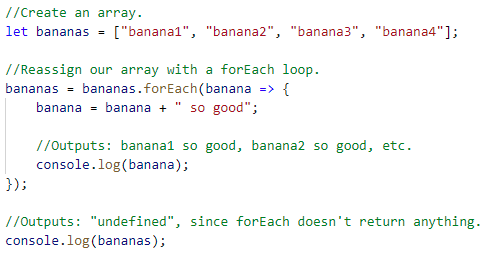 //Create an array.
let bananas = ["banana1", "banana2", "banana3", "banana4"];

//Reassign our array with a forEach loop.
bananas = bananas.forEach(banana => {
    banana = banana + " so good";

    //Outputs: banana1 so good, banana2 so good, etc.
    console.log(banana);
});

//Outputs: "undefined", since forEach doesn't return anything.
console.log(bananas);